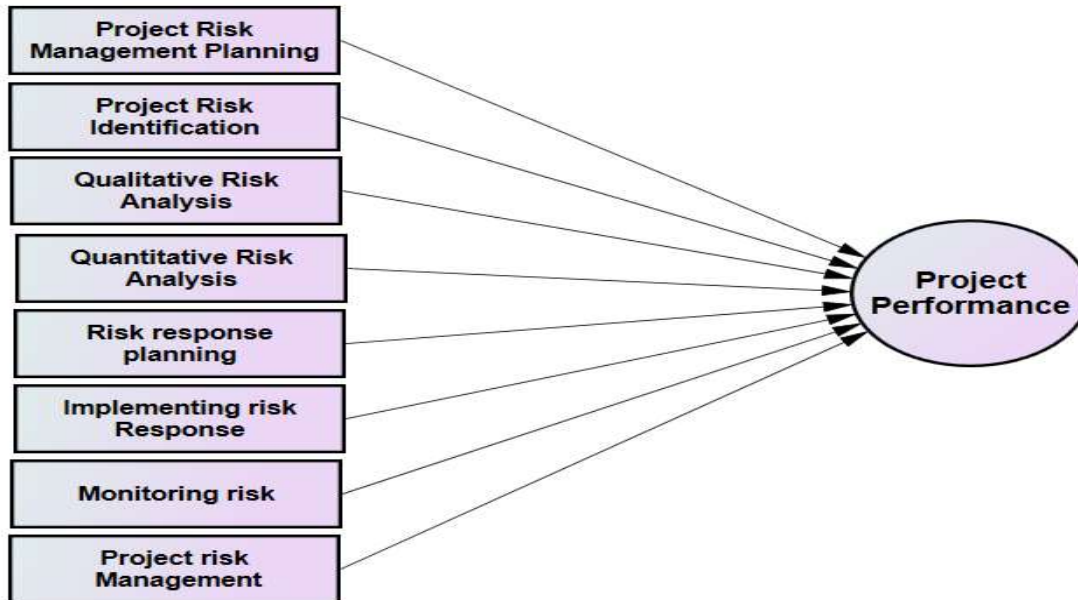 Project Risk
Management Planning
Project Risk
Identification
Qualitative Risk
Analysis
Quantitative Risk
Analysis
Risk response
planning
Implementing risk
Response
Monitoring risk
Project risk
Management
Project
Performance